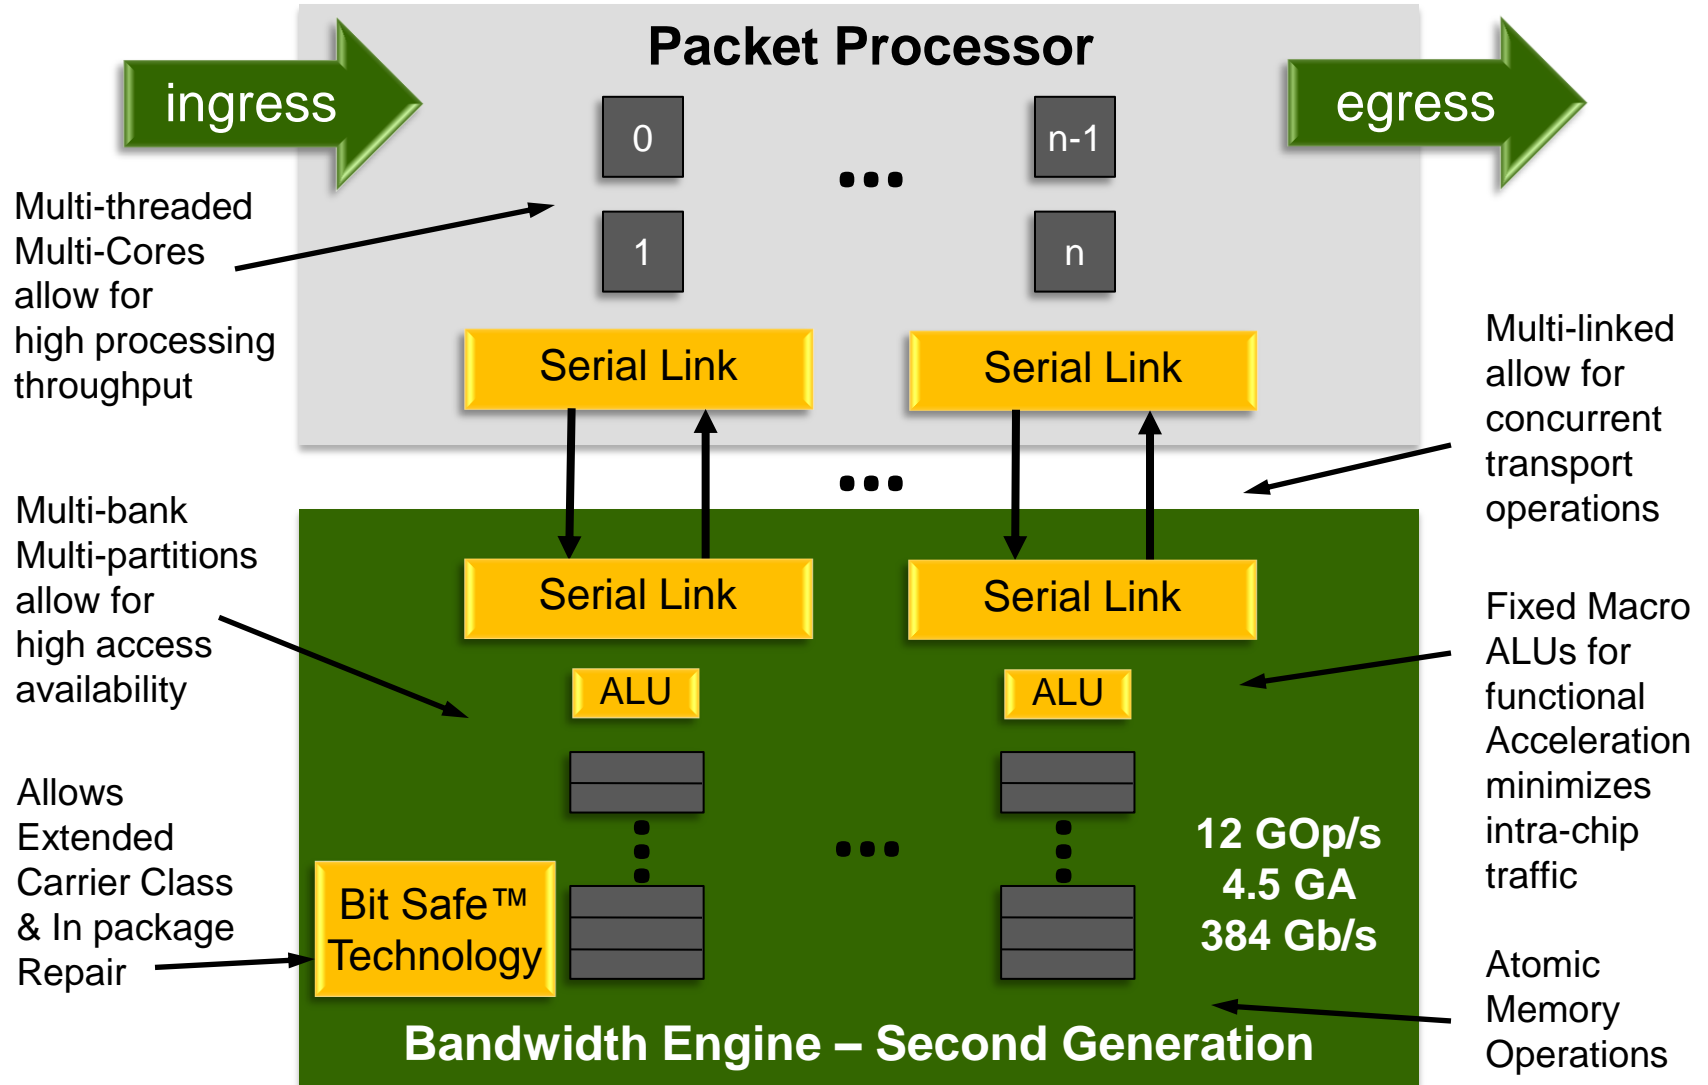 Packet Processor
ingress
egress
0
n-1
1
n
Multi-threaded
Multi-Cores
allow for
high processing
throughput
Serial Link
Serial Link
Multi-linked
allow for
concurrent
transport
operations
Multi-bank
Multi-partitions
allow for
high access
availability
Serial Link
Serial Link
Fixed Macro
ALUs for
functional
Acceleration
minimizes
intra-chip
traffic
ALU
ALU
Allows
Extended
Carrier Class
& In package
Repair
Bit Safe™
Technology
12 GOp/s
4.5 GA
384 Gb/s
Atomic
Memory
Operations
Bandwidth Engine – Second Generation